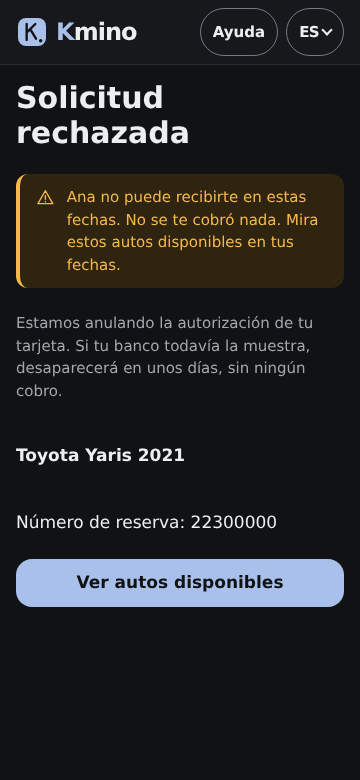 K. Kmino
Ayuda
ES
Solicitud
rechazada
Ana no puede recibirte en estas
fechas. No se te cobró nada. Mira
estos autos disponibles en tus
fechas.
Estamos anulando la autorización de tu
tarjeta. Si tu banco todavía la muestra,
desaparecerá en unos días, sin ningún
cobro.
Toyota Yaris 2021
Número de reserva: 22300000
Ver autos disponibles